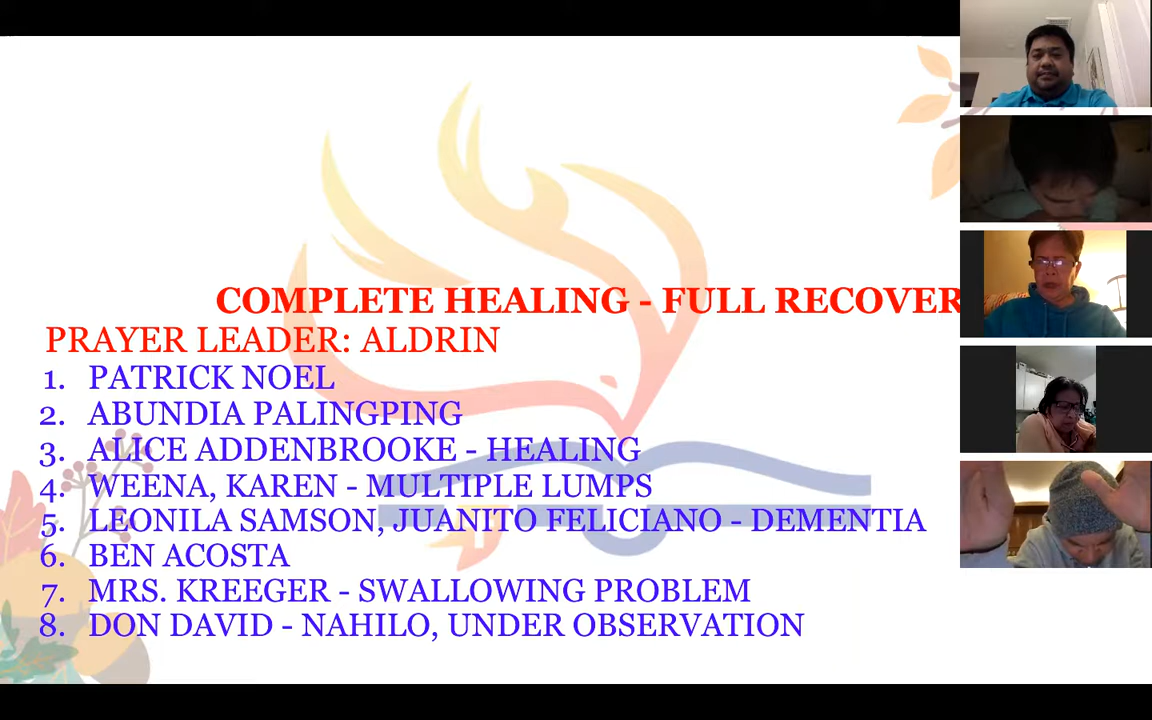 COMPLETE HEALING - FULL RECOVER
PRAYER LEADER: ALDRIN
1. PATRICK NOEL
2. ABUNDIA PALINGPING
3. ALICE ADDENBROOKE - HEALING
4. WEENA, KAREN - MULTIPLE LUMPS
5. LEONILA SAMSON, JUANITO FELICIANO - DEMENTIA
6. BEN ACOSTA
7. MRS. KREEGER - SWALLOWING PROBLEM
8. DON DAVID - NAHILO, UNDER OBSERVATION